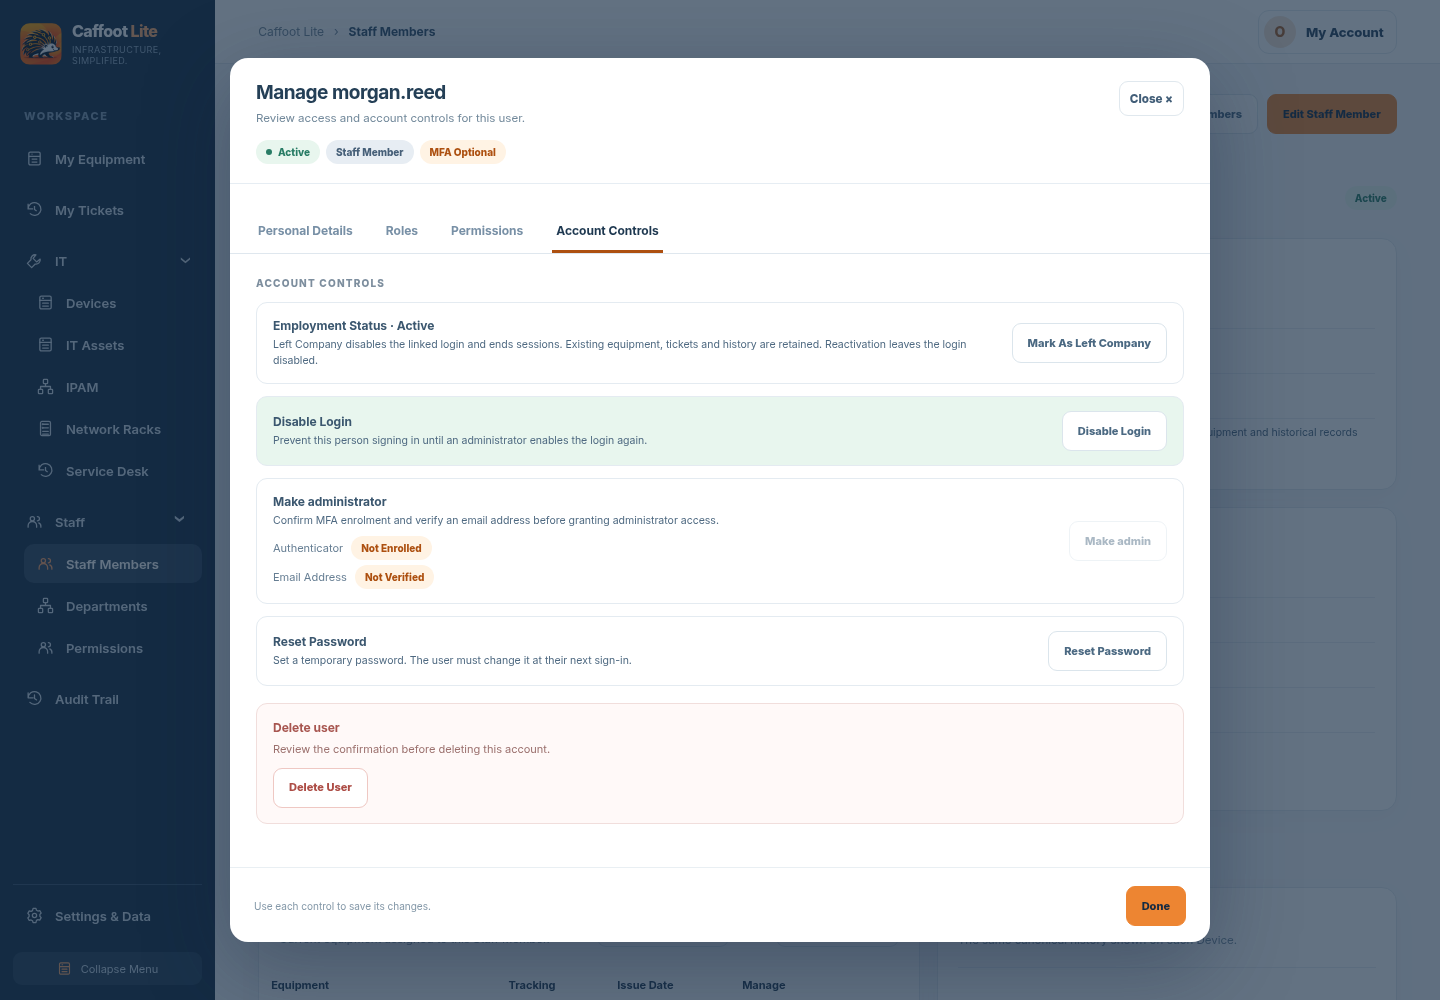 Caffoot Lite
INFRASTRUCTURE,
SIMPLIFIED.
WORKSPACE
My Equipment
My Tickets
IT
Devices
IT Assets
IPAM
Network Racks
Service Desk
Staff
Staff Members
Departments
Permissions
Audit Trail
Settings & Data
Collapse Menu
Caffoot Lite › Staff Members
O My Account
Edit Staff Member
Active
Manage morgan.reed
Review access and account controls for this user.
Close ×
Active Staff Member MFA Optional
Personal Details Roles Permissions Account Controls
ACCOUNT CONTROLS
Employment Status · Active
Left Company disables the linked login and ends sessions. Existing equipment, tickets and history are retained. Reactivation leaves the login
disabled.
Mark As Left Company
Disable Login
Prevent this person signing in until an administrator enables the login again.
Disable Login
Make administrator
Confirm MFA enrolment and verify an email address before granting administrator access.
Authenticator Not Enrolled
Email Address Not Verified
Make admin
Reset Password
Set a temporary password. The user must change it at their next sign-in.
Reset Password
Delete user
Review the confirmation before deleting this account.
Delete User
Use each control to save its changes.
Done
and historical records
Device.
Equipment Tracking Issue Date Manage